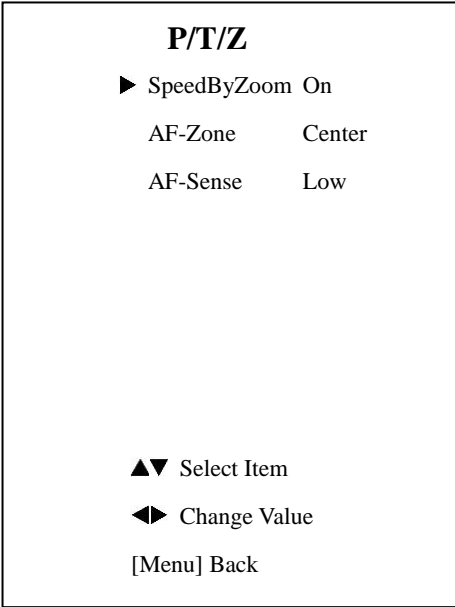 P/T/Z
▶ SpeedByZoom On
AF-Zone Center
AF-Sense Low
▲▼ Select Item
◀▶ Change Value
[Menu] Back